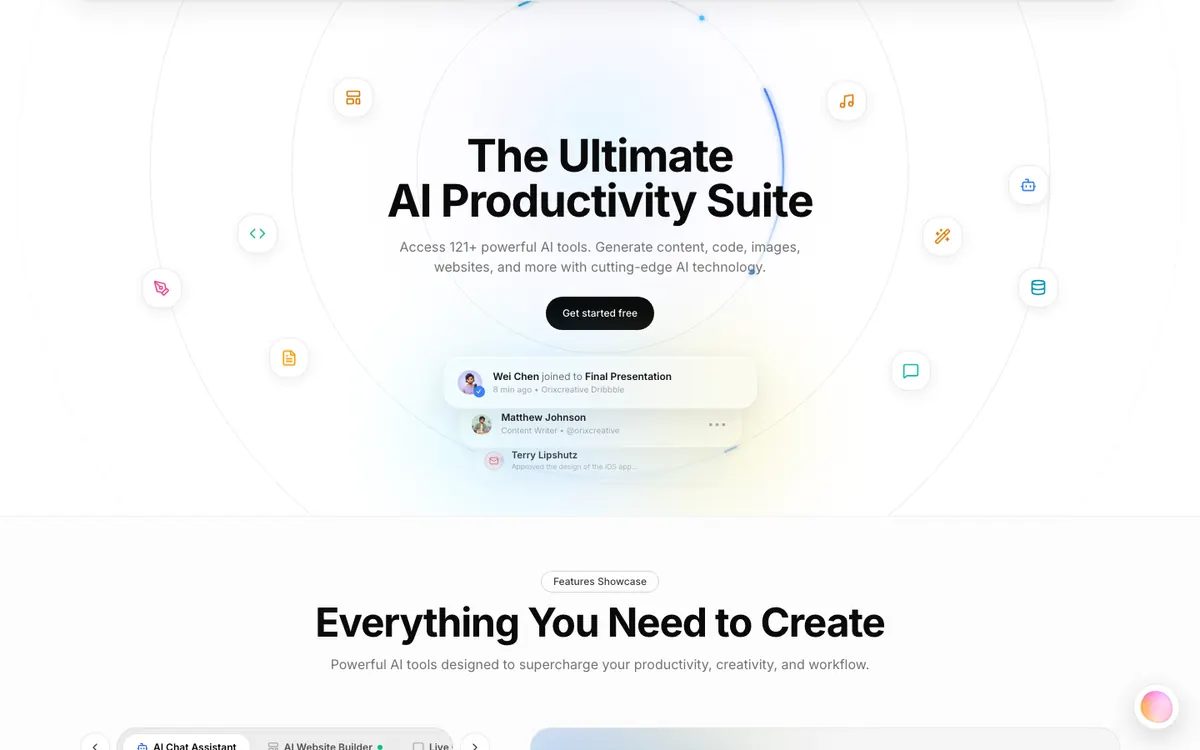 The Ultimate
AI Productivity Suite
Access 121+ powerful AI tools. Generate content, code, images,
websites, and more with cutting-edge AI technology.
Get started free
Wei Chen joined to Final Presentation
8 min ago • Orixcreative Dribbble
Matthew Johnson
Content Writer • @orixcreative
Terry Lipshutz
Approved the design of the iOS app...
Features Showcase
Everything You Need to Create
Powerful AI tools designed to supercharge your productivity, creativity, and workflow.
AI Chat Assistant
AI Website Builder
Live